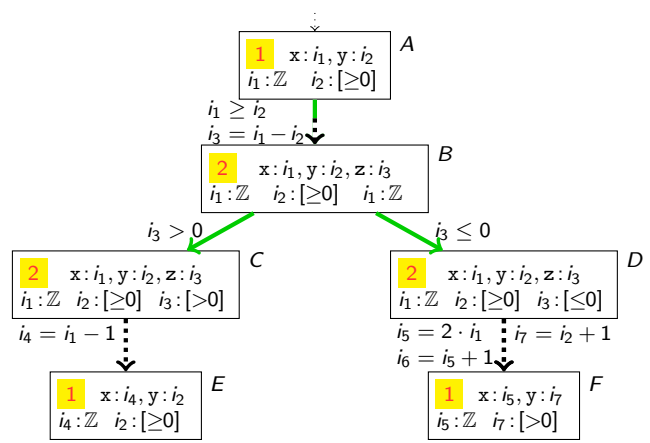 A
1 x:i₁, y:i₂
i₁:ℤ i₂:[≥0]
i₁ ≥ i₂
i₃ = i₁ − i₂
B
2 x:i₁, y:i₂, z:i₃
i₁:ℤ i₂:[≥0] i₁:ℤ
i₃ > 0
i₃ ≤ 0
C
2 x:i₁, y:i₂, z:i₃
i₁:ℤ i₂:[≥0] i₃:[>0]
D
2 x:i₁, y:i₂, z:i₃
i₁:ℤ i₂:[≥0] i₃:[≤0]
i₄ = i₁ − 1
i₅ = 2 · i₁ i₇ = i₂ + 1
i₆ = i₅ + 1
E
1 x:i₄, y:i₂
i₄:ℤ i₂:[≥0]
F
1 x:i₅, y:i₇
i₅:ℤ i₇:[>0]